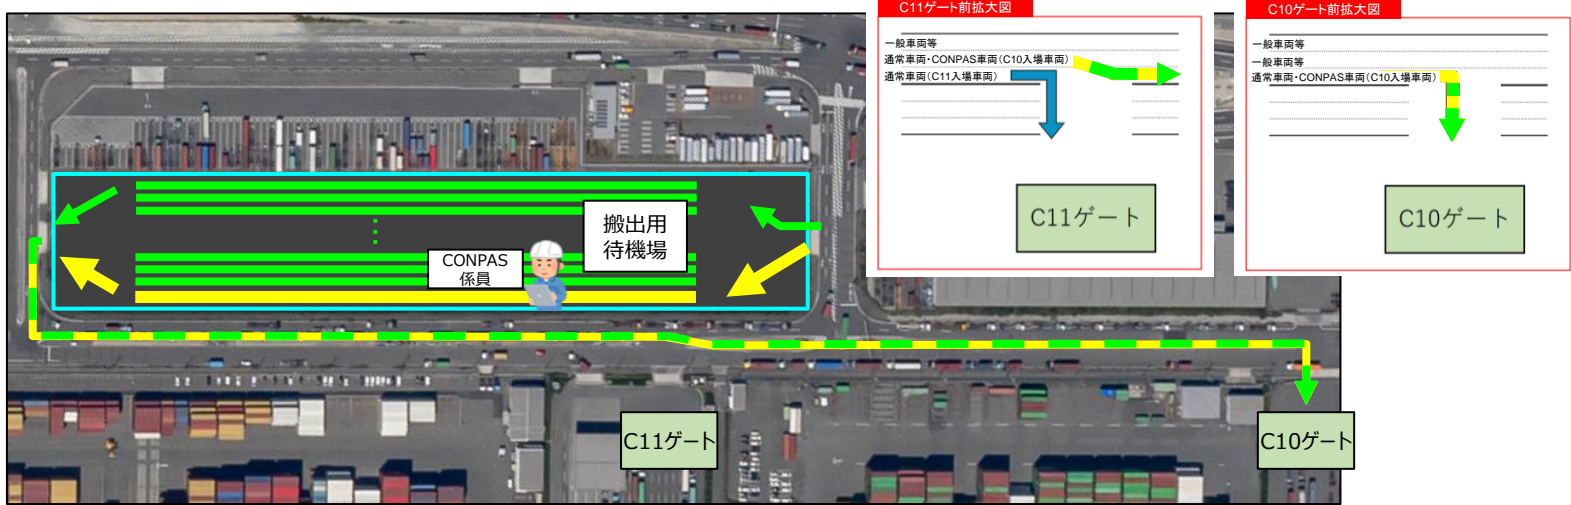 C11ゲート前拡大図
一般車両等
通常車両・CONPAS車両(C10入場車両)
通常車両(C11入場車両)
C11ゲート
C10ゲート前拡大図
一般車両等
一般車両等
通常車両・CONPAS車両(C10入場車両)
C10ゲート
搬出用
待機場
CONPAS
係員
C11ゲート
C10ゲート